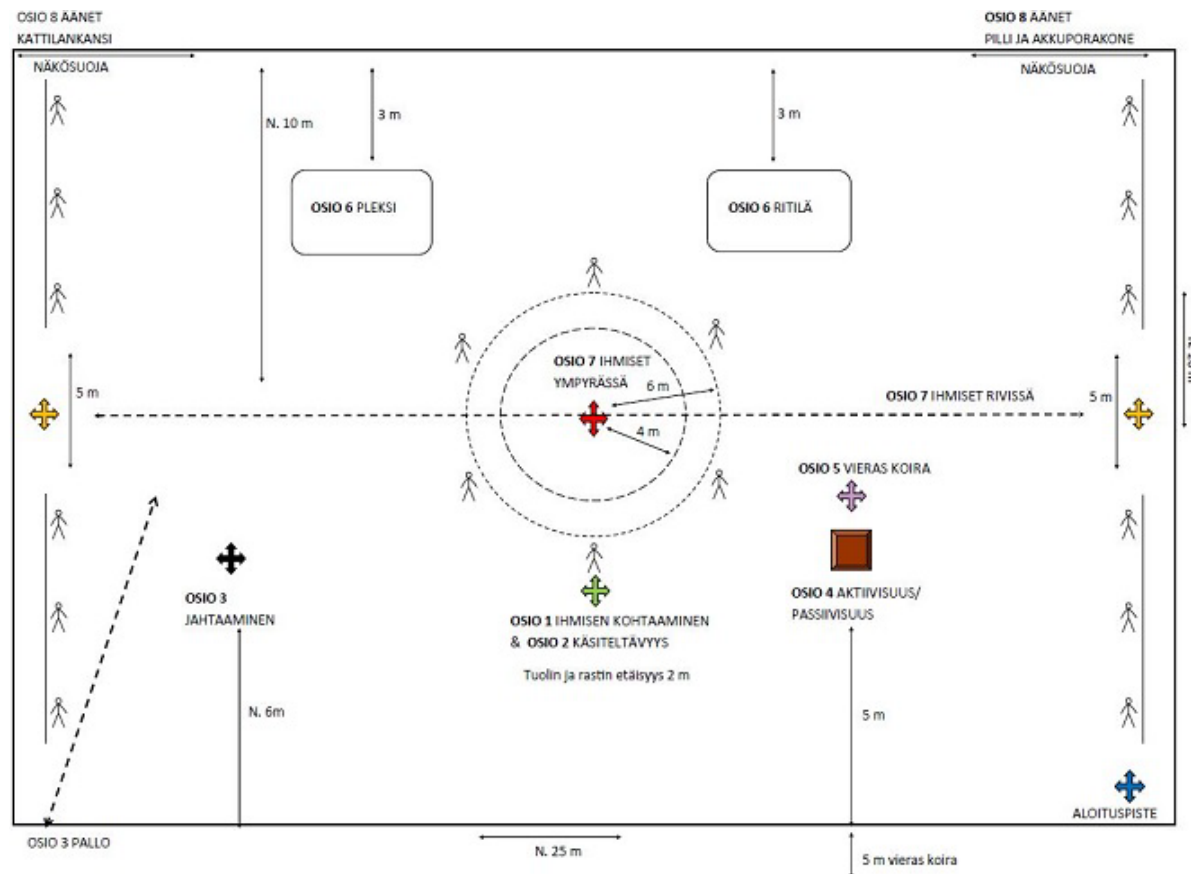 OSIO 8 ÄÄNET
KATTILANKANSI
NÄKÖSUOJA
OSIO 8 ÄÄNET
PILLI JA AKKUPORAKONE
NÄKÖSUOJA
N. 10 m
3 m
3 m
OSIO 6 PLEKSI
OSIO 6 RITILÄ
OSIO 7 IHMISET
YMPYRÄSSÄ
6 m
4 m
5 m
OSIO 7 IHMISET RIVISSÄ
5 m
OSIO 5 VIERAS KOIRA
OSIO 3
JAHTAAMINEN
OSIO 1 IHMISEN KOHTAAMINEN
& OSIO 2 KÄSITELTÄVYYS
Tuolin ja rastin etäisyys 2 m
OSIO 4 AKTIIVISUUS/
PASSIIVISUUS
N. 6m
5 m
ALOITUSPISTE
OSIO 3 PALLO
N. 25 m
5 m vieras koira